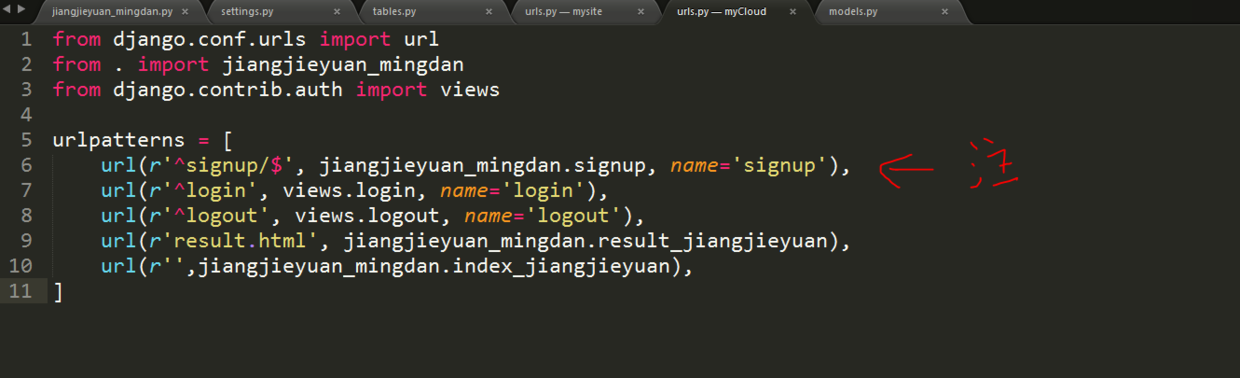 jiangjieyuan_mingdan.py × settings.py × tables.py × urls.py — mysite × urls.py — myCloud × models.py ×
1 from django.conf.urls import url
2 from . import jiangjieyuan_mingdan
3 from django.contrib.auth import views
4
5 urlpatterns = [
6 url(r'^signup/$', jiangjieyuan_mingdan.signup, name='signup'),
7 url(r'^login', views.login, name='login'),
8 url(r'^logout', views.logout, name='logout'),
9 url(r'result.html', jiangjieyuan_mingdan.result_jiangjieyuan),
10 url(r'',jiangjieyuan_mingdan.index_jiangjieyuan),
11 ]